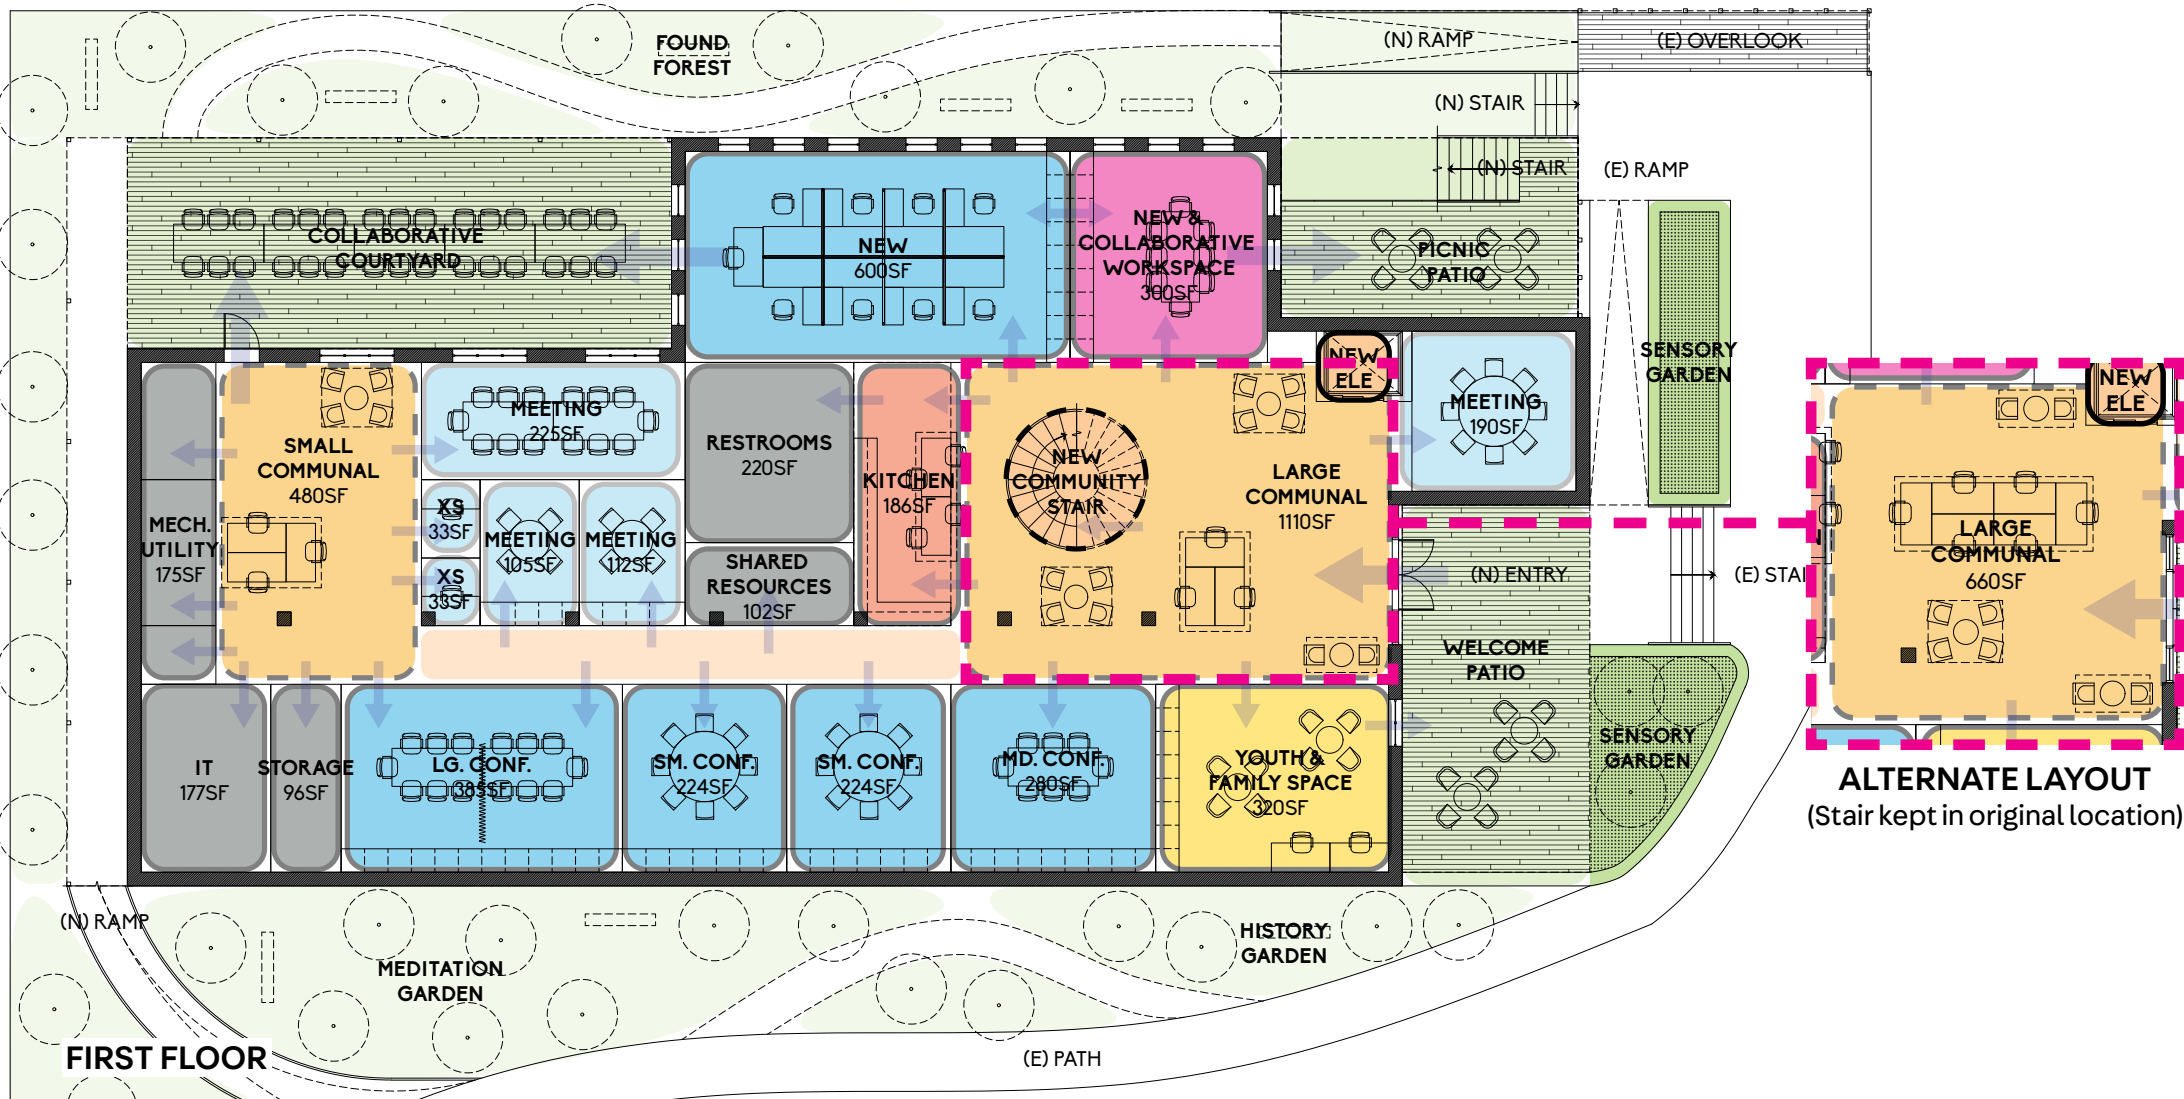 FOUND
FOREST
(N) RAMP
(E) OVERLOOK
(N) STAIR
(N) STAIR
(E) RAMP
COLLABORATIVE
COURTYARD
NEW
600SF
NEW &
COLLABORATIVE
WORKSPACE
300SF
PICNIC
PATIO
SENSORY
GARDEN
NEW
ELE
MEETING
190SF
SMALL
COMMUNAL
480SF
MEETING
225SF
RESTROOMS
220SF
KITCHEN
186SF
NEW
COMMUNITY
STAIR
LARGE
COMMUNAL
1110SF
MECH.
UTILITY
175SF
XS
33SF
XS
33SF
MEETING
105SF
MEETING
112SF
SHARED
RESOURCES
102SF
(N) ENTRY
(E) STAI
WELCOME
PATIO
SENSORY
GARDEN
IT
177SF
STORAGE
96SF
LG. CONF.
385SF
SM. CONF.
224SF
SM. CONF.
224SF
MD. CONF.
280SF
YOUTH &
FAMILY SPACE
320SF
NEW
ELE
LARGE
COMMUNAL
660SF
ALTERNATE LAYOUT
(Stair kept in original location)
(N) RAMP
MEDITATION
GARDEN
HISTORY
GARDEN
(E) PATH
FIRST FLOOR